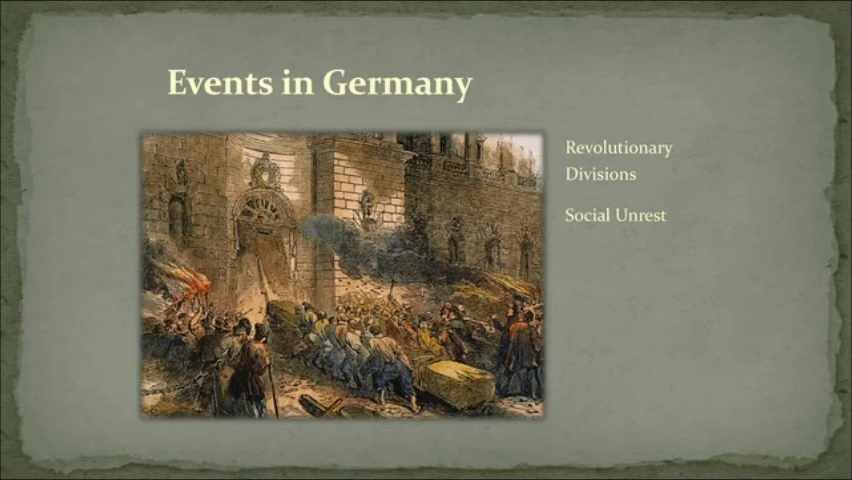 Events in Germany
Revolutionary
Divisions
Social Unrest